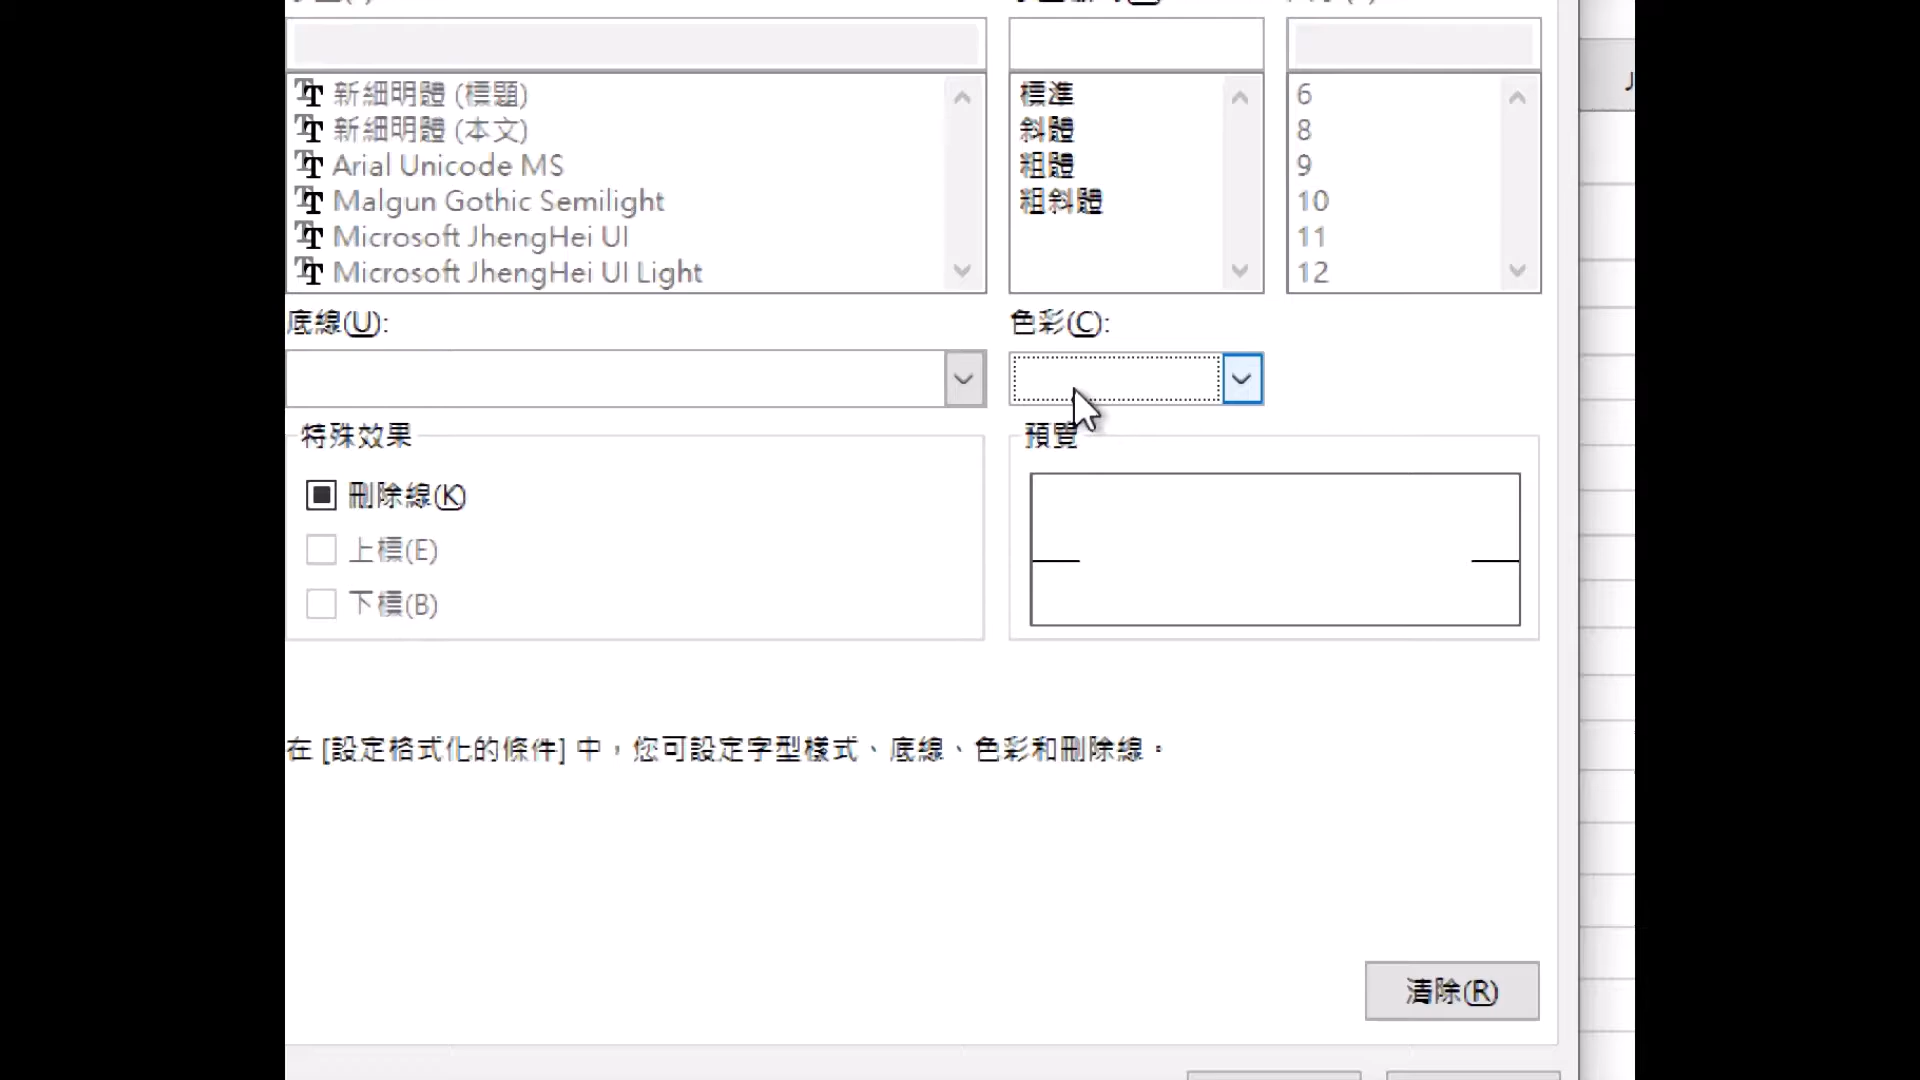 新細明體 (標題)
新細明體 (本文)
Arial Unicode MS
Malgun Gothic Semilight
Microsoft JhengHei UI
Microsoft JhengHei UI Light
標準
斜體
粗體
粗斜體
6
8
9
10
11
12
底線(U):
色彩(C):
特殊效果
刪除線(K)
上標(E)
下標(B)
預覽
在 [設定格式化的條件] 中，您可設定字型樣式、底線、色彩和刪除線。
清除(R)